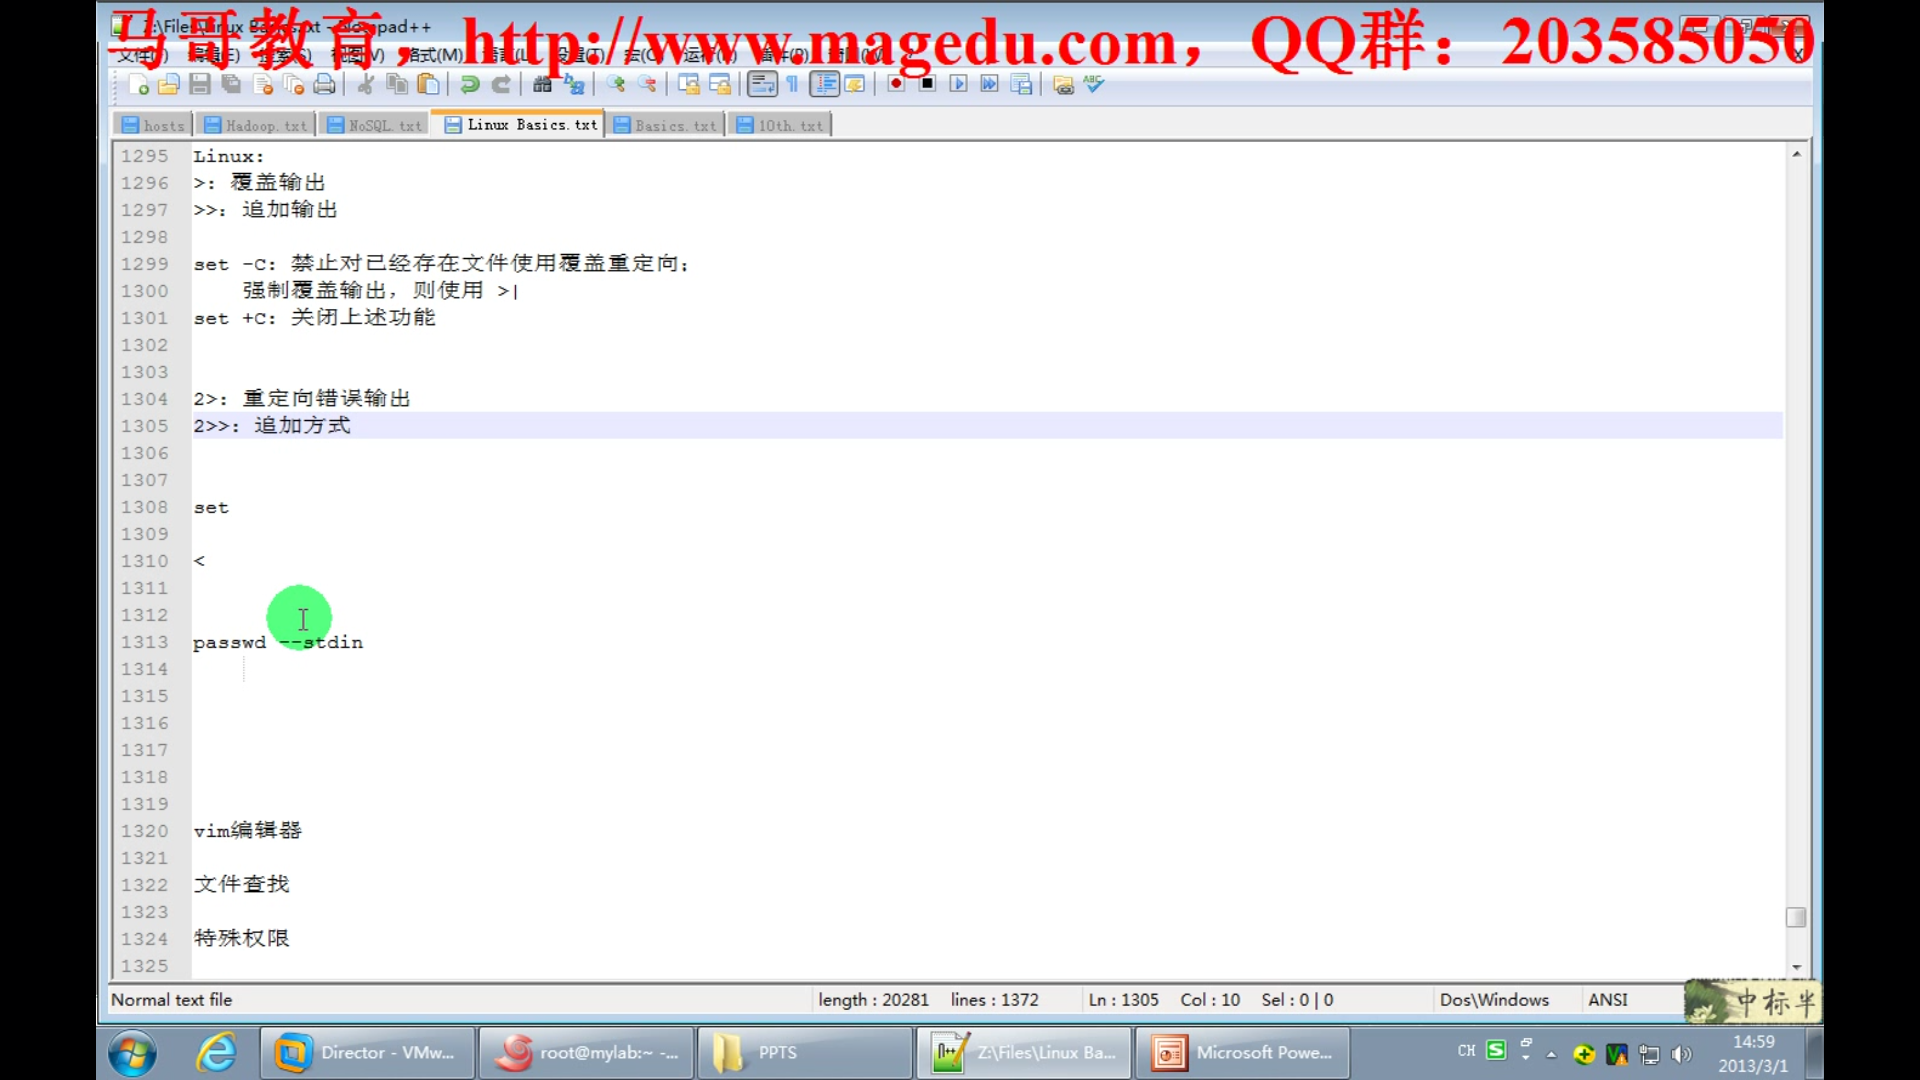 马哥教育，http://www.magedu.com，QQ群：203585050
hosts
Hadoop.txt
NoSQL.txt
Linux Basics.txt
Basics.txt
10th.txt
1295 Linux:
1296 >: 覆盖输出
1297 >>: 追加输出
1298
1299 set -C: 禁止对已经存在文件使用覆盖重定向;
1300 强制覆盖输出，则使用 >|
1301 set +C: 关闭上述功能
1302
1303
1304 2>: 重定向错误输出
1305 2>>: 追加方式
1306
1307
1308 set
1309
1310 <
1311
1312
1313 passwd --stdin
1314
1315
1316
1317
1318
1319
1320 vim编辑器
1321
1322 文件查找
1323
1324 特殊权限
1325
Normal text file
length : 20281 lines : 1372
Ln : 1305 Col : 10 Sel : 0 | 0
Dos\Windows
ANSI
中标半
Director - VMw...
root@mylab:~ -...
PPTS
Z:\Files\Linux Ba...
Microsoft Powe...
CH
14:59
2013/3/1